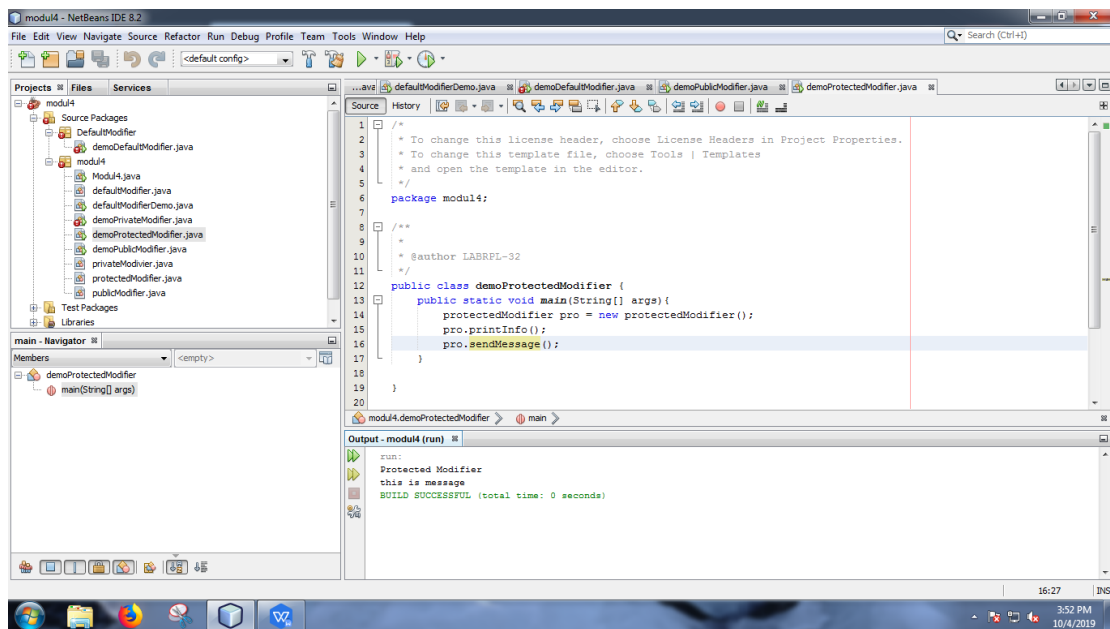 modul4 - NetBeans IDE 8.2
File Edit View Navigate Source Refactor Run Debug Profile Team Tools Window Help
Search (Ctrl+I)
<default config>
Projects Files Services
modul4
Source Packages
DefaultModifier
demoDefaultModifier.java
modul4
Modul4.java
defaultModifier.java
defaultModifierDemo.java
demoPrivateModifier.java
demoProtectedModifier.java
demoPublicModifier.java
privateModivier.java
protectedModifier.java
publicModifier.java
Test Packages
Libraries
main - Navigator
Members <empty>
demoProtectedModifier
main(String[] args)
...ava defaultModifierDemo.java demoDefaultModifier.java demoPublicModifier.java demoProtectedModifier.java
Source History
1 /*
2 * To change this license header, choose License Headers in Project Properties.
3 * To change this template file, choose Tools | Templates
4 * and open the template in the editor.
5 */
6 package modul4;
7
8 /**
9 *
10 * @author LABRPL-32
11 */
12 public class demoProtectedModifier {
13 public static void main(String[] args){
14 protectedModifier pro = new protectedModifier();
15 pro.printInfo();
16 pro.sendMessage();
17 }
18
19 }
20
modul4.demoProtectedModifier main
Output - modul4 (run)
run:
Protected Modifier
this is message
BUILD SUCCESSFUL (total time: 0 seconds)
16:27 INS
3:52 PM
10/4/2019